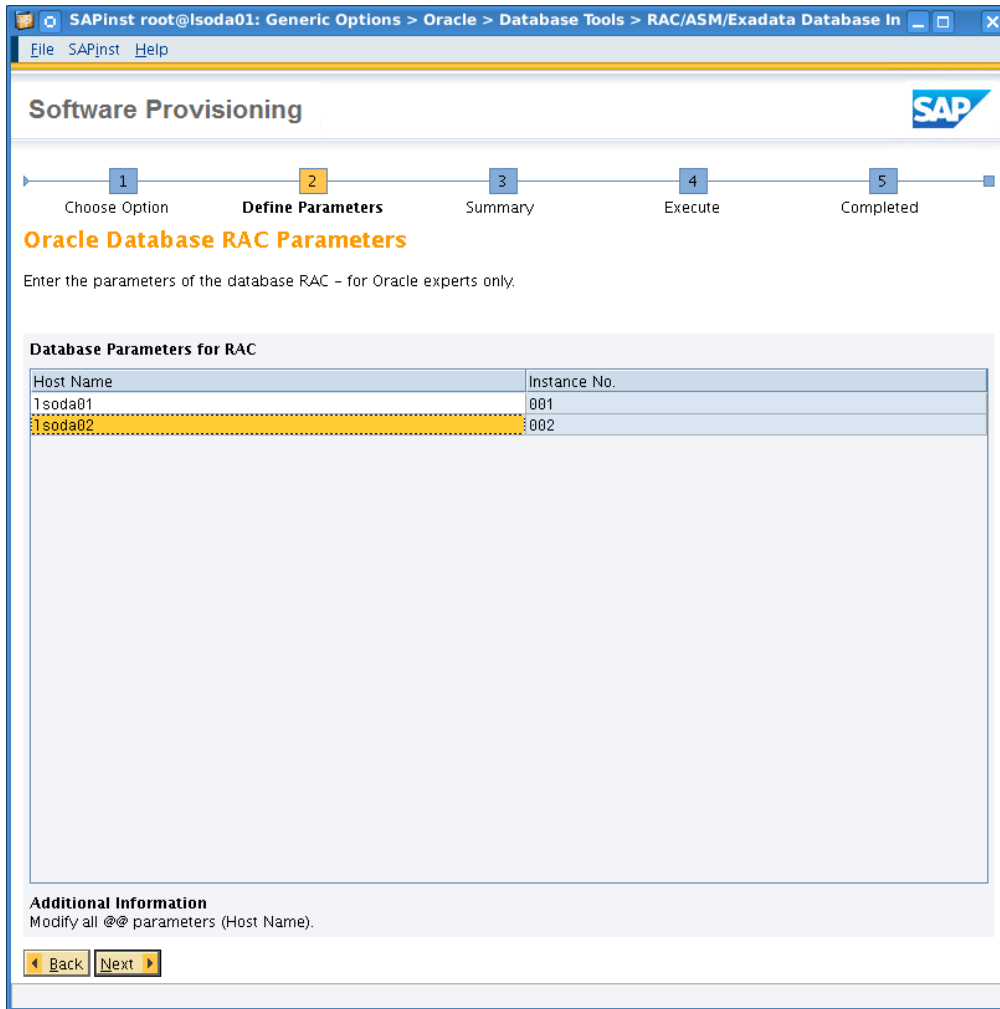 SAPinst root@lsoda01: Generic Options > Oracle > Database Tools > RAC/ASM/Exadata Database In
File SAPinst Help
Software Provisioning
SAP
1 2 3 4 5
Choose Option Define Parameters Summary Execute Completed
Oracle Database RAC Parameters
Enter the parameters of the database RAC – for Oracle experts only.
Database Parameters for RAC
Host Name Instance No.
lsoda01 001
lsoda02 002
Additional Information
Modify all @@ parameters (Host Name).
Back Next